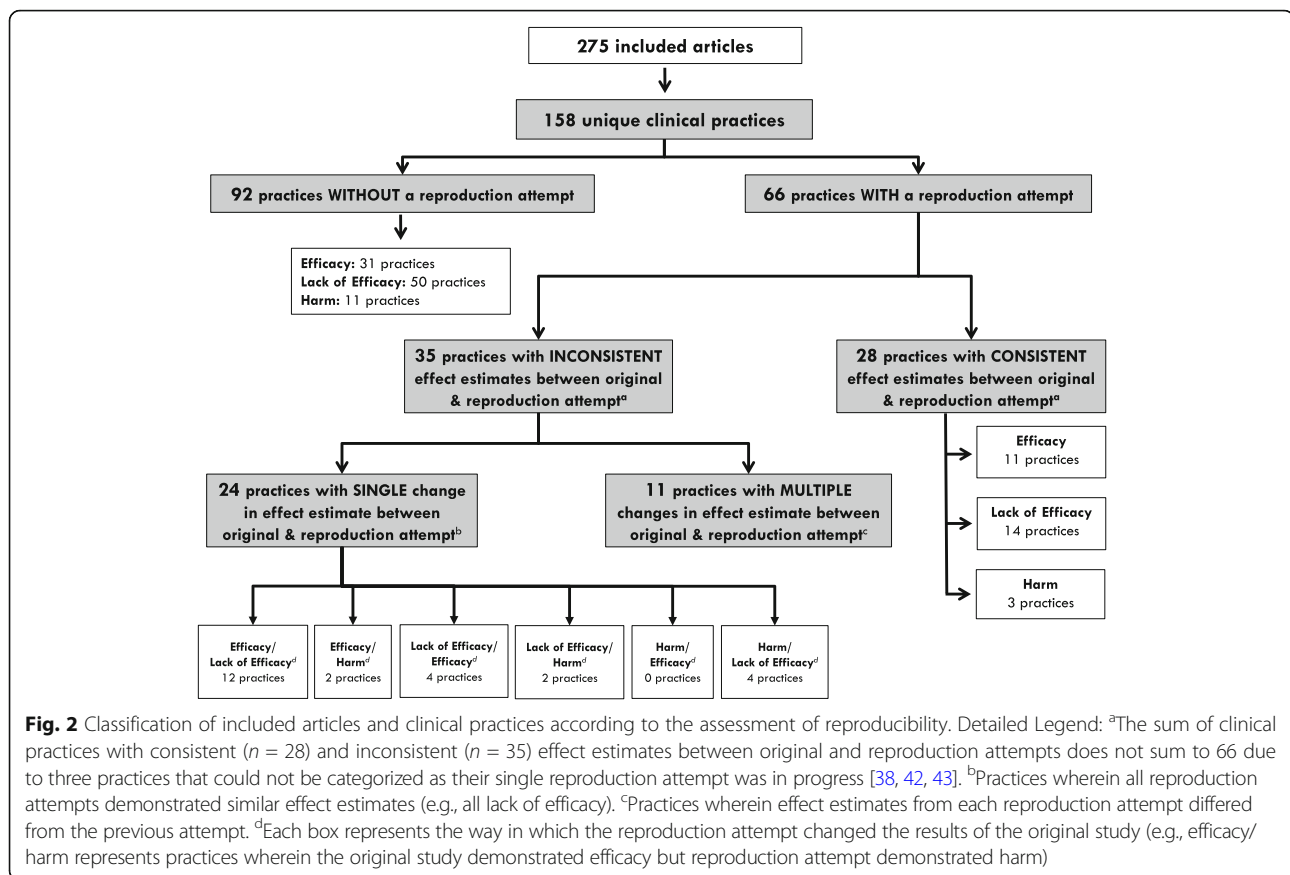 275 included articles
158 unique clinical practices
92 practices WITHOUT a reproduction attempt
66 practices WITH a reproduction attempt
Efficacy: 31 practices
Lack of Efficacy: 50 practices
Harm: 11 practices
35 practices with INCONSISTENT
effect estimates between original
& reproduction attemptᵃ
28 practices with CONSISTENT
effect estimates between original
& reproduction attemptᵃ
Efficacy
11 practices
Lack of Efficacy
14 practices
Harm
3 practices
24 practices with SINGLE change
in effect estimate between
original & reproduction attemptᵇ
11 practices with MULTIPLE
changes in effect estimate between
original & reproduction attemptᶜ
Efficacy/
Lack of Efficacyᵈ
12 practices
Efficacy/
Harmᵈ
2 practices
Lack of Efficacy/
Efficacyᵈ
4 practices
Lack of Efficacy/
Harmᵈ
2 practices
Harm/
Efficacyᵈ
0 practices
Harm/
Lack of Efficacyᵈ
4 practices
Fig. 2 Classification of included articles and clinical practices according to the assessment of reproducibility. Detailed Legend: ᵃThe sum of clinical
practices with consistent (n = 28) and inconsistent (n = 35) effect estimates between original and reproduction attempts does not sum to 66 due
to three practices that could not be categorized as their single reproduction attempt was in progress [38, 42, 43]. ᵇPractices wherein all reproduction
attempts demonstrated similar effect estimates (e.g., all lack of efficacy). ᶜPractices wherein effect estimates from each reproduction attempt differed
from the previous attempt. ᵈEach box represents the way in which the reproduction attempt changed the results of the original study (e.g., efficacy/
harm represents practices wherein the original study demonstrated efficacy but reproduction attempt demonstrated harm)